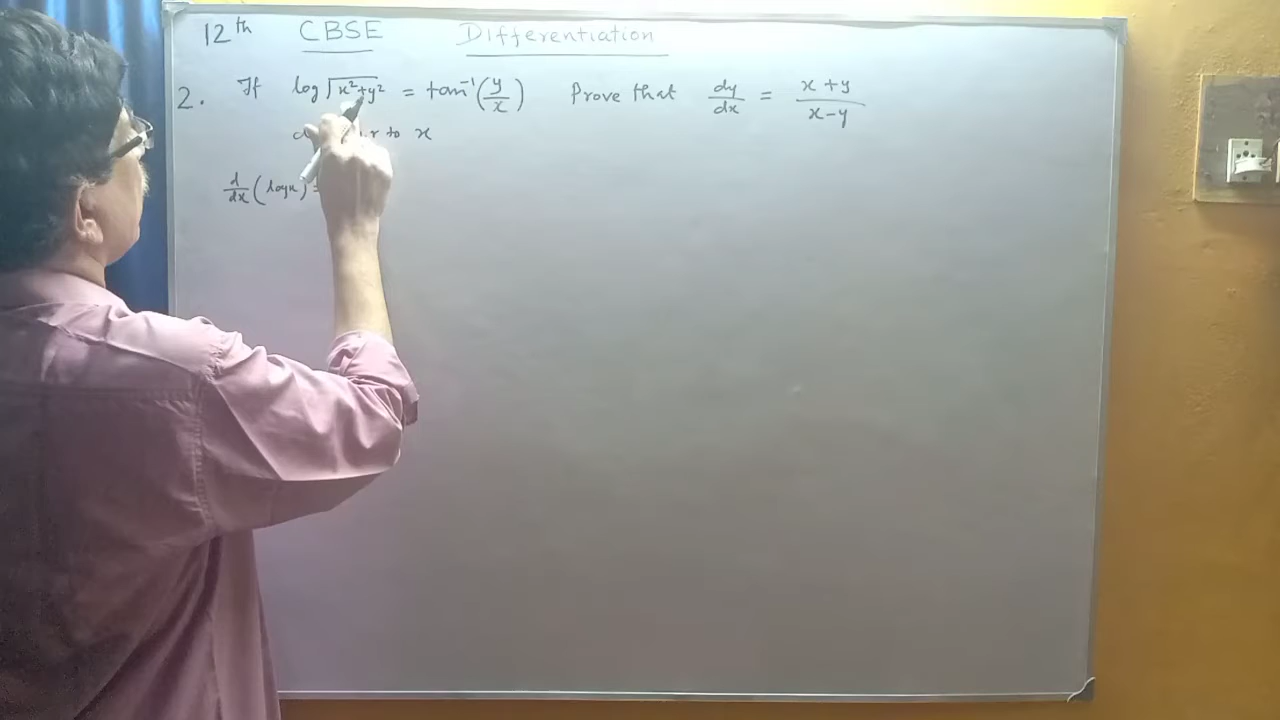 12th CBSE Differentiation
2. If log √(x²+y²) = tan⁻¹(y/x) Prove that dy/dx = x+y/x-y
to x
d/dx (log x) =